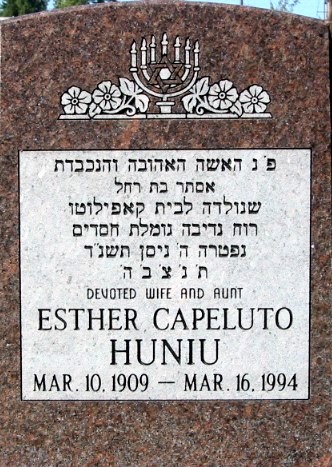 פ׳נ האשה האהובה והנכבדת
אסתר בת רחל
שנולדה לבית קאפילוטו
רוח נדיבה גומלת חסדים
נפטרה ה׳ ניסן תשנ״ד
ת׳ נ׳ צ׳ ב׳ ה׳
DEVOTED WIFE AND AUNT
ESTHER CAPELUTO
HUNIU
MAR. 10, 1909 — MAR. 16, 1994